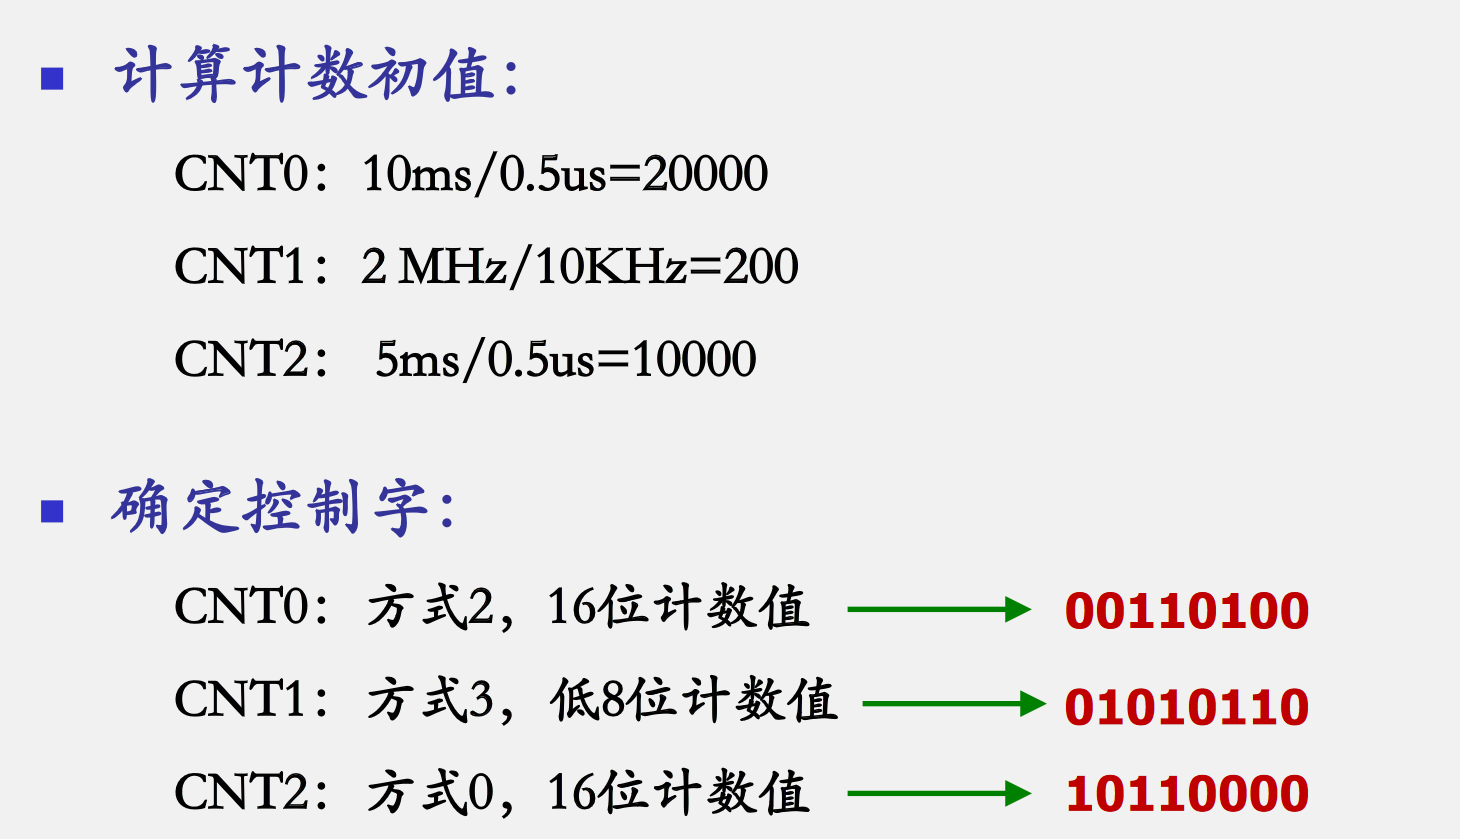 计算计数初值：
CNT0：10ms/0.5us=20000
CNT1：2 MHz/10KHz=200
CNT2： 5ms/0.5us=10000
确定控制字：
CNT0：方式2，16位计数值 00110100
CNT1：方式3，低8位计数值 01010110
CNT2：方式0，16位计数值 10110000